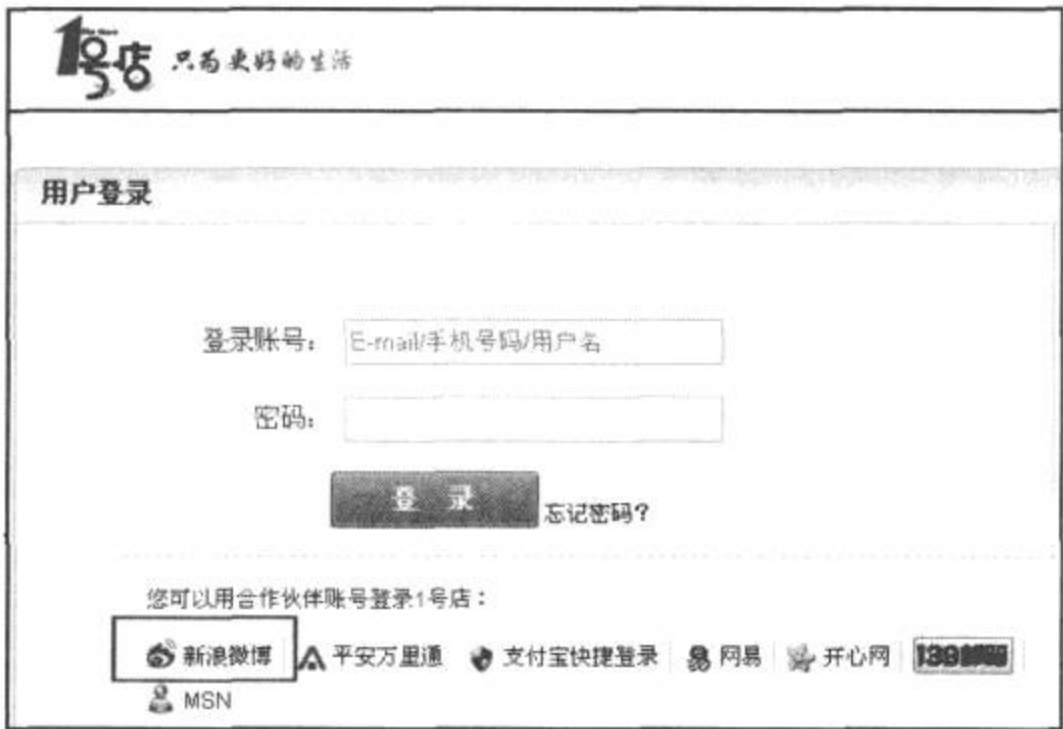 1号店 只为更好的生活
用户登录
登录账号： E-mail/手机号码/用户名
密码：
登 录 忘记密码?
您可以用合作伙伴账号登录1号店：
新浪微博 平安万里通 支付宝快捷登录 网易 开心网
MSN